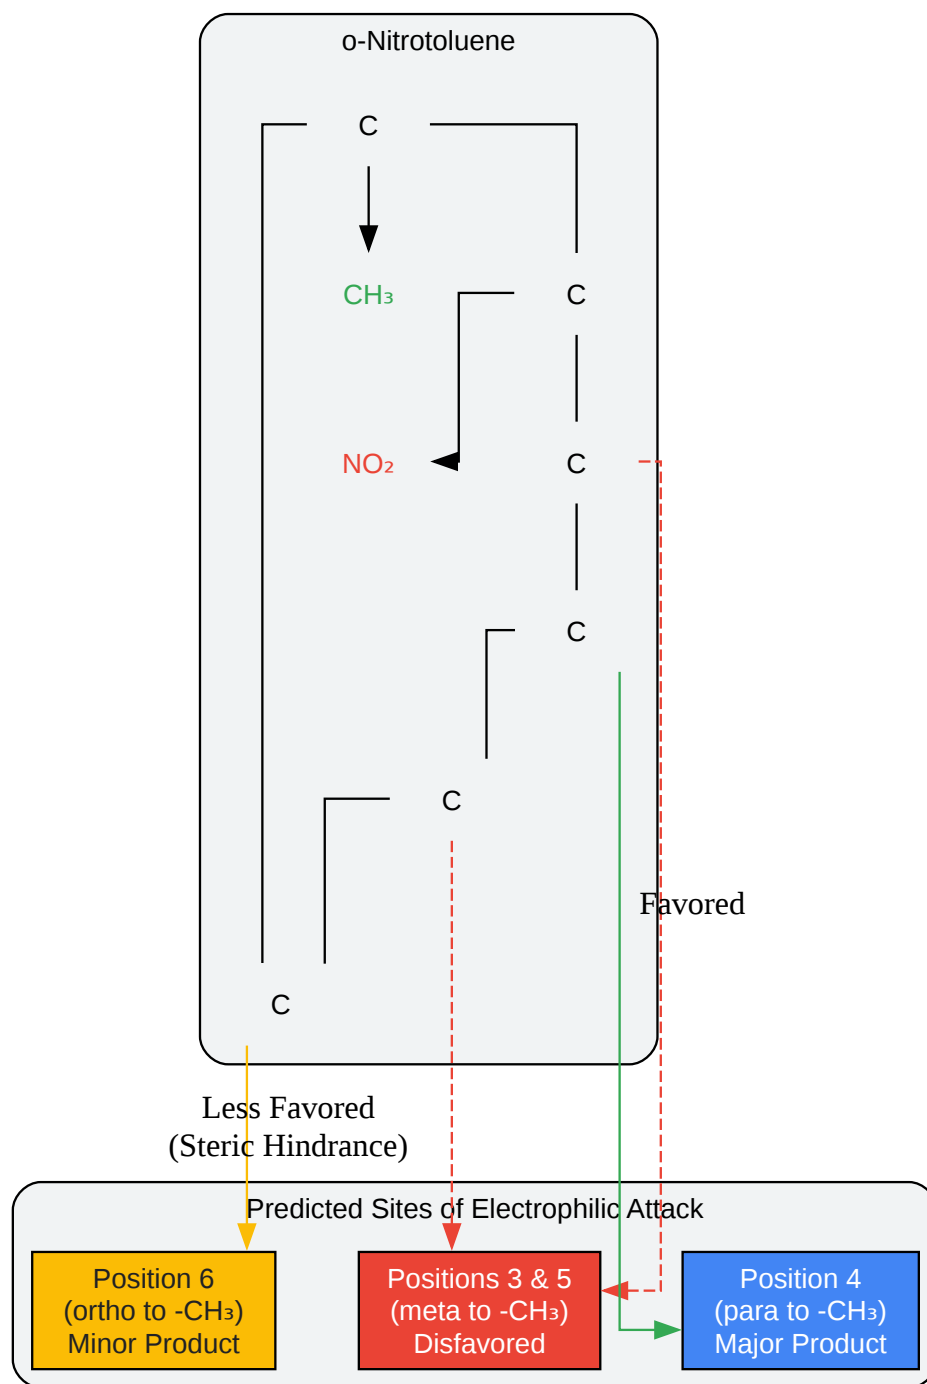 o-Nitrotoluene
C
CH₃
C
NO₂
C
C
C
Favored
C
Less Favored
(Steric Hindrance)
Predicted Sites of Electrophilic Attack
Position 6
(ortho to -CH₃)
Minor Product
Positions 3 & 5
(meta to -CH₃)
Disfavored
Position 4
(para to -CH₃)
Major Product